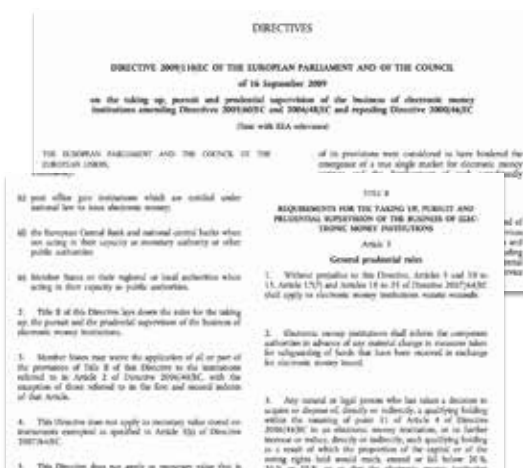 DIRECTIVES
DIRECTIVE 2009/110/EC OF THE EUROPEAN PARLIAMENT AND OF THE COUNCIL
of 16 September 2009
on the taking up, pursuit and prudential supervision of the business of electronic money
institutions amending Directives 2005/60/EC and 2006/48/EC and repealing Directive 2000/46/EC
(Text with EEA relevance)
THE EUROPEAN PARLIAMENT AND THE COUNCIL OF THE
EUROPEAN UNION,
of its provisions were considered to have hindered the
emergence of a true single market for electronic money
(c) post office giro institutions which are entitled under
national law to issue electronic money;
(d) the European Central Bank and national central banks when
not acting in their capacity as monetary authority or other
public authorities;
(e) Member States or their regional or local authorities when
acting in their capacity as public authorities.
2. Title II of this Directive lays down the rules for the taking
up, the pursuit and the prudential supervision of the business of
electronic money institutions.
3. Member States may waive the application of all or part of
the provisions of Title II of this Directive to the institutions
referred to in Article 2 of Directive 2006/48/EC, with the
exception of those referred to in the first and second indents
of that Article.
4. This Directive does not apply to monetary value stored on
instruments exempted as specified in Article 3(k) of Directive
2007/64/EC.
5. This Directive does not apply to monetary value that is
TITLE II
REQUIREMENTS FOR THE TAKING UP, PURSUIT AND
PRUDENTIAL SUPERVISION OF THE BUSINESS OF ELEC-
TRONIC MONEY INSTITUTIONS
Article 3
General prudential rules
1. Without prejudice to this Directive, Articles 5 and 10 to
15, Article 17(7) and Articles 18 to 25 of Directive 2007/64/EC
shall apply to electronic money institutions mutatis mutandis.
2. Electronic money institutions shall inform the competent
authorities in advance of any material change in measures taken
for safeguarding of funds that have been received in exchange
for electronic money issued.
3. Any natural or legal person who has taken a decision to
acquire or dispose of, directly or indirectly, a qualifying holding
within the meaning of point 11 of Article 4 of Directive
2006/48/EC in an electronic money institution, or to further
increase or reduce, directly or indirectly, such qualifying holding
as a result of which the proportion of the capital or of the
voting rights held would reach, exceed or fall below 20 %,